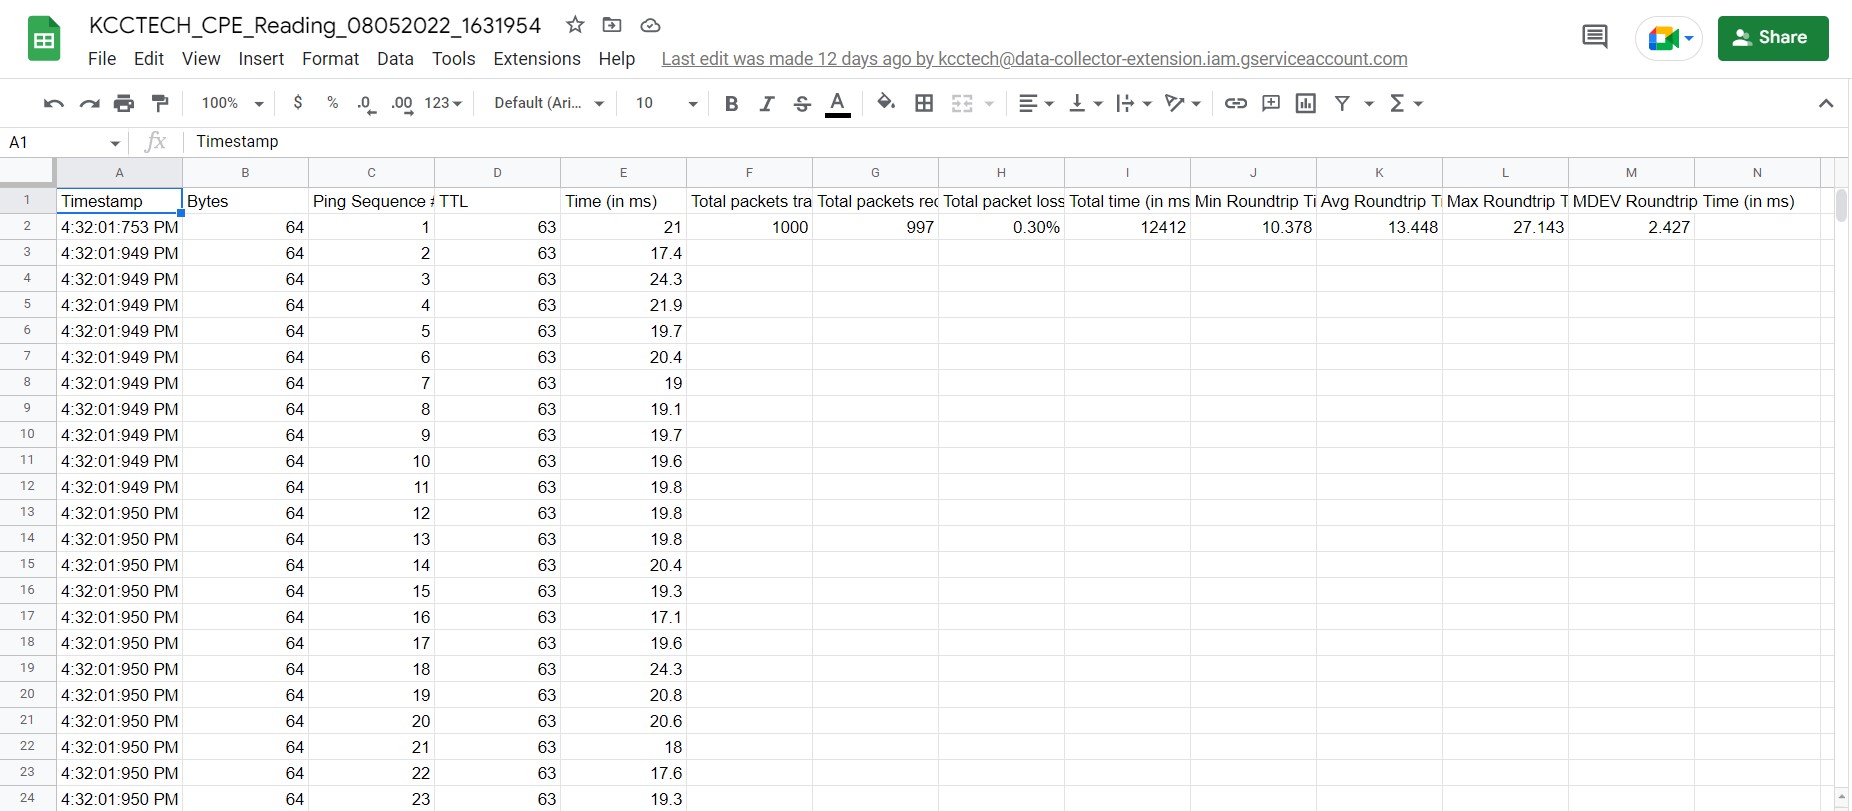 KCCTECH_CPE_Reading_08052022_1631954
File Edit View Insert Format Data Tools Extensions Help Last edit was made 12 days ago by kcctech@data-collector-extension.iam.gserviceaccount.com
Share
100% $ % .0 .00 123 Default (Ari... 10 B I S A Σ
A1 fx Timestamp
A B C D E F G H I J K L M N
1 Timestamp Bytes Ping Sequence # TTL Time (in ms) Total packets tra Total packets rec Total packet loss Total time (in ms Min Roundtrip Ti Avg Roundtrip Ti Max Roundtrip T MDEV Roundtrip Time (in ms)
2 4:32:01:753 PM 64 1 63 21 1000 997 0.30% 12412 10.378 13.448 27.143 2.427
3 4:32:01:949 PM 64 2 63 17.4
4 4:32:01:949 PM 64 3 63 24.3
5 4:32:01:949 PM 64 4 63 21.9
6 4:32:01:949 PM 64 5 63 19.7
7 4:32:01:949 PM 64 6 63 20.4
8 4:32:01:949 PM 64 7 63 19
9 4:32:01:949 PM 64 8 63 19.1
10 4:32:01:949 PM 64 9 63 19.7
11 4:32:01:949 PM 64 10 63 19.6
12 4:32:01:949 PM 64 11 63 19.8
13 4:32:01:950 PM 64 12 63 19.8
14 4:32:01:950 PM 64 13 63 19.8
15 4:32:01:950 PM 64 14 63 20.4
16 4:32:01:950 PM 64 15 63 19.3
17 4:32:01:950 PM 64 16 63 17.1
18 4:32:01:950 PM 64 17 63 19.6
19 4:32:01:950 PM 64 18 63 24.3
20 4:32:01:950 PM 64 19 63 20.8
21 4:32:01:950 PM 64 20 63 20.6
22 4:32:01:950 PM 64 21 63 18
23 4:32:01:950 PM 64 22 63 17.6
24 4:32:01:950 PM 64 23 63 19.3